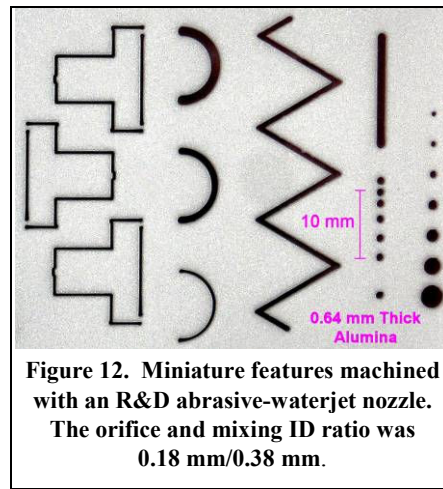 10 mm
0.64 mm Thick
Alumina
Figure 12. Miniature features machined
with an R&D abrasive-waterjet nozzle.
The orifice and mixing ID ratio was
0.18 mm/0.38 mm.